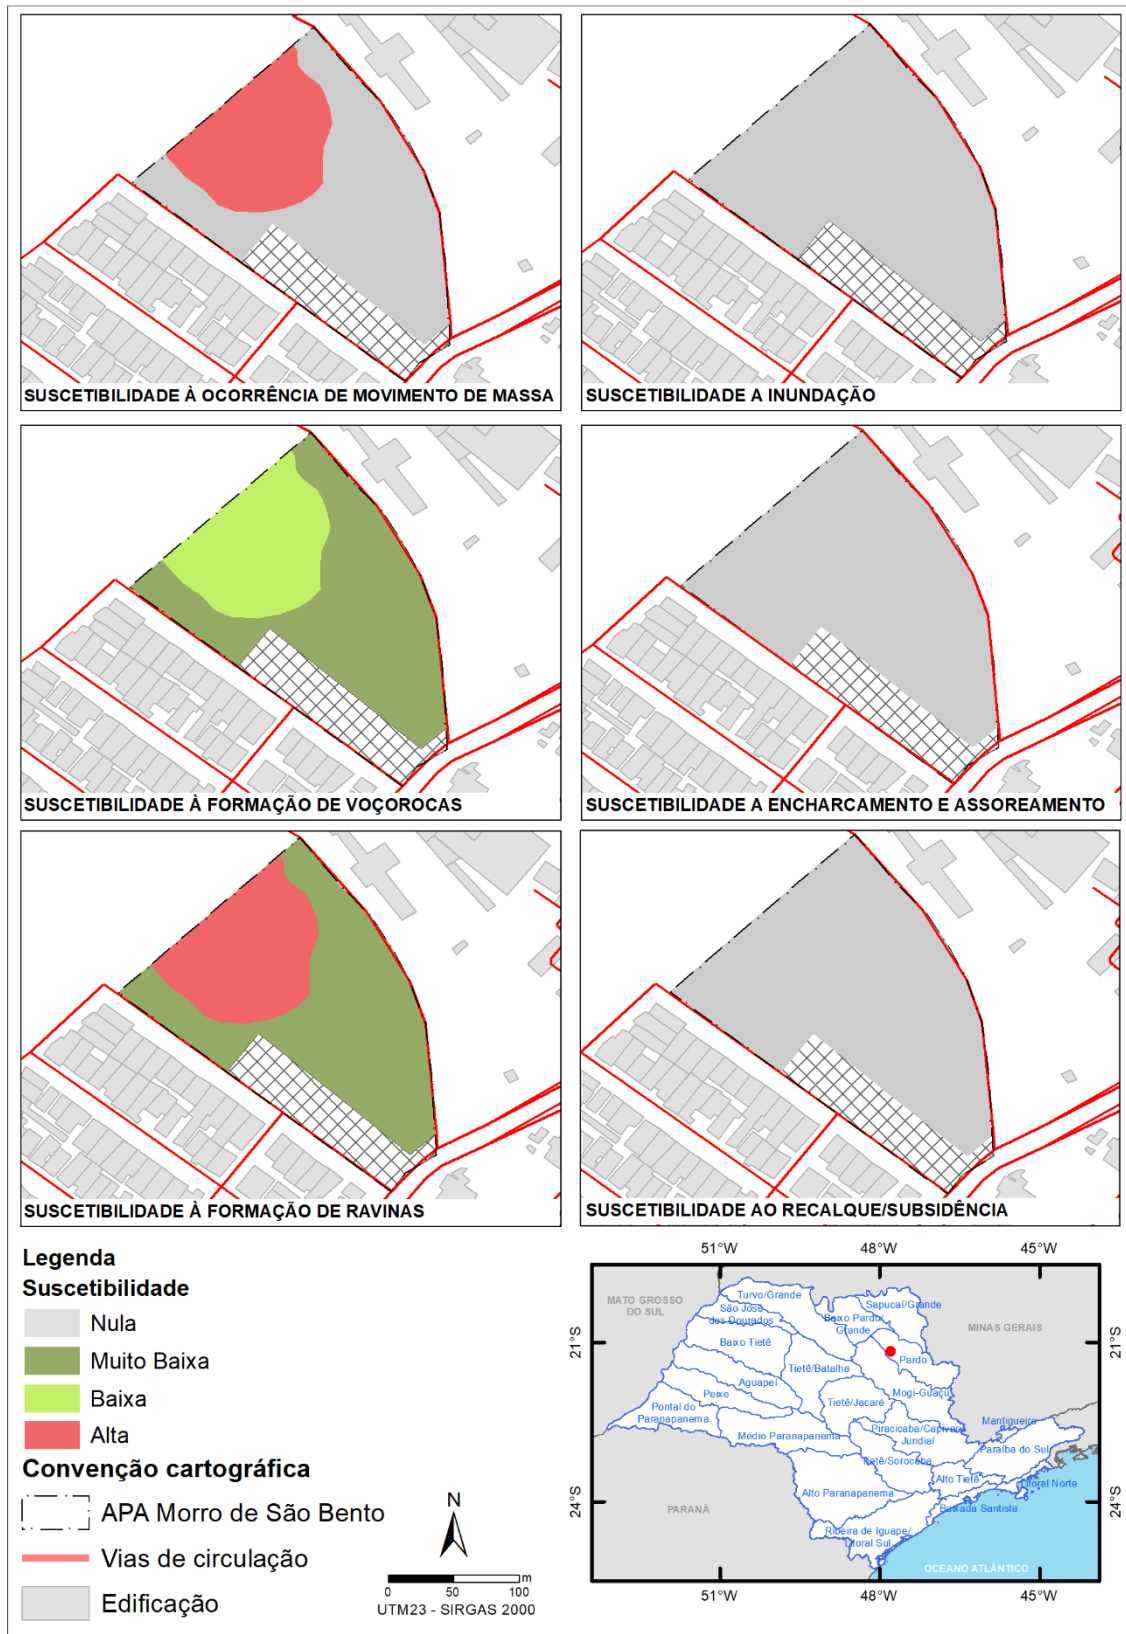 SUSCETIBILIDADE À OCORRÊNCIA DE MOVIMENTO DE MASSA
SUSCETIBILIDADE A INUNDAÇÃO
SUSCETIBILIDADE À FORMAÇÃO DE VOÇOROCAS
SUSCETIBILIDADE A ENCHARCAMENTO E ASSOREAMENTO
SUSCETIBILIDADE À FORMAÇÃO DE RAVINAS
SUSCETIBILIDADE AO RECALQUE/SUBSIDÊNCIA
Legenda
Suscetibilidade
Nula
Muito Baixa
Baixa
Alta
Convenção cartográfica
APA Morro de São Bento
Vias de circulação
Edificação
N
m
0 50 100
UTM23 - SIRGAS 2000
51°W 48°W 45°W
21°S
21°S
24°S
24°S
MATO GROSSO
DO SUL
MINAS GERAIS
PARANÁ
OCEANO ATLÂNTICO
Turvo/Grande
São José
dos Dourados
Sapucaí/Grande
Baixo Pardo/
Grande
Baixo Tietê
Tietê/Batalha
Pardo
Aguapeí
Peixe
Mogi-Guaçu
Tietê/Jacaré
Pontal do
Paranapanema
Médio Paranapanema
Piracicaba/Capivari/
Jundiaí
Mantiqueira
Paraíba do Sul
Tietê/Sorocaba
Alto Tietê
Litoral Norte
Alto Paranapanema
Baixada Santista
Ribeira de Iguape/
Litoral Sul
51°W 48°W 45°W